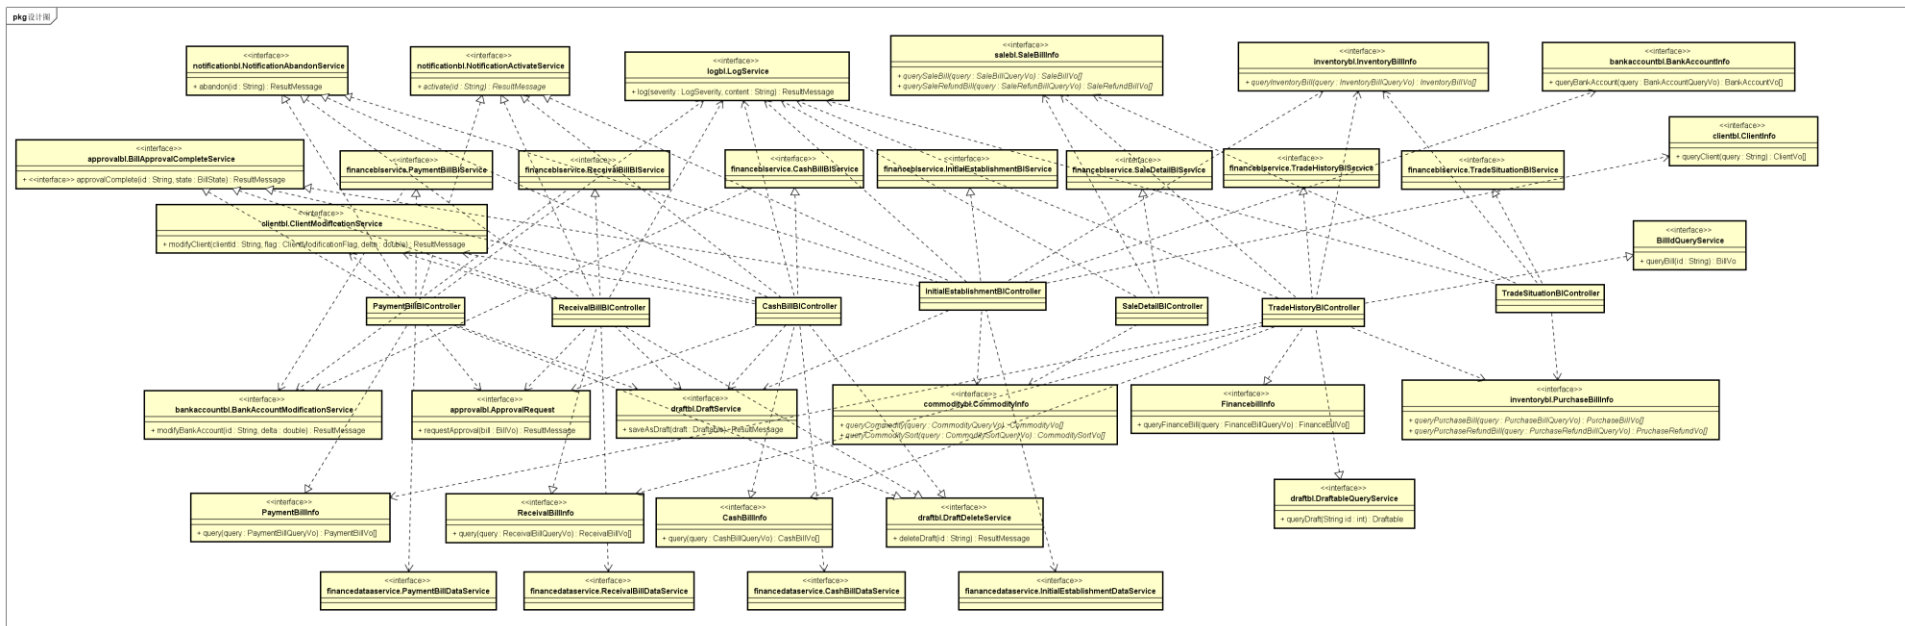 pkg 设计图
<<interface>>
notificationbl.NotificationAbandonService
+ abandon(id : String) : ResultMessage
<<interface>>
notificationbl.NotificationActivateService
+ activate(id : String) : ResultMessage
<<interface>>
logbl.LogService
+ log(severity : LogSeverity, content : String) : ResultMessage
<<interface>>
salebl.SaleBillInfo
+ querySaleBill(query : SaleBillQueryVo) : SaleBillVo[]
+ querySaleRefundBill(query : SaleRefunBillQueryVo) : SaleRefundBillVo[]
<<interface>>
inventorybl.InventoryBillInfo
+ queryInventoryBill(query : InventoryBillQueryVo) : InventoryBillVo[]
<<interface>>
bankaccountbl.BankAccountInfo
+ queryBankAccount(query : BankAccountQueryVo) : BankAccountVo[]
<<interface>>
clientbl.ClientInfo
+ queryClient(query : String) : ClientVo[]
<<interface>>
approvalbl.BillApprovalCompleteService
+ <<interface>> approvalComplete(id : String, state : BillState) : ResultMessage
<<interface>>
financeblservice.PaymentBillBlService
<<interface>>
financeblservice.ReceivalBillBlService
<<interface>>
financeblservice.CashBillBlService
<<interface>>
financeblservice.InitialEstablishmentBlService
<<interface>>
financeblservice.SaleDetailBlService
<<interface>>
financeblservice.TradeHistoryBlService
<<interface>>
financeblservice.TradeSituationBlService
<<interface>>
clientbl.ClientModificationService
+ modifyClient(clientId : String, flag : ClientModificationFlag, delta : double) : ResultMessage
<<interface>>
BillIdQueryService
+ queryBill(id : String) : BillVo
PaymentBillBlController
ReceivalBillBlController
CashBillBlController
InitialEstablishmentBlController
SaleDetailBlController
TradeHistoryBlController
TradeSituationBlController
<<interface>>
bankaccountbl.BankAccountModificationService
+ modifyBankAccount(id : String, delta : double) : ResultMessage
<<interface>>
approvalbl.ApprovalRequest
+ requestApproval(bill : BillVo) : ResultMessage
<<interface>>
draftbl.DraftService
+ saveAsDraft(draft : Draftable) : ResultMessage
<<interface>>
commoditybl.CommodityInfo
+ queryCommodity(query : CommodityQueryVo) : CommodityVo[]
+ queryCommoditySort(query : CommoditySortQueryVo) : CommoditySortVo[]
<<interface>>
FinancebillInfo
+ queryFinanceBill(query : FinanceBillQueryVo) : FinanceBillVo[]
<<interface>>
inventorybl.PurchaseBillInfo
+ queryPurchaseBill(query : PurchaseBillQueryVo) : PurchaseBillVo[]
+ queryPurchaseRefundBill(query : PurchaseRefundBillQueryVo) : PruchaseRefundVo[]
<<interface>>
PaymentBillInfo
+ query(query : PaymentBillQueryVo) : PaymentBillVo[]
<<interface>>
ReceivalBillInfo
+ query(query : ReceivalBillQueryVo) : ReceivalBillVo[]
<<interface>>
CashBillInfo
+ query(query : CashBillQueryVo) : CashBillVo[]
<<interface>>
draftbl.DraftDeleteService
+ deleteDraft(id : String) : ResultMessage
<<interface>>
draftbl.DraftableQueryService
+ queryDraft(String id : int) : Draftable
<<interface>>
financedataaservice.PaymentBillDataService
<<interface>>
financedataservice.ReceivalBillDataService
<<interface>>
financedataservice.CashBillDataService
<<interface>>
fianancedataservice.InitialEstablishmentDataService